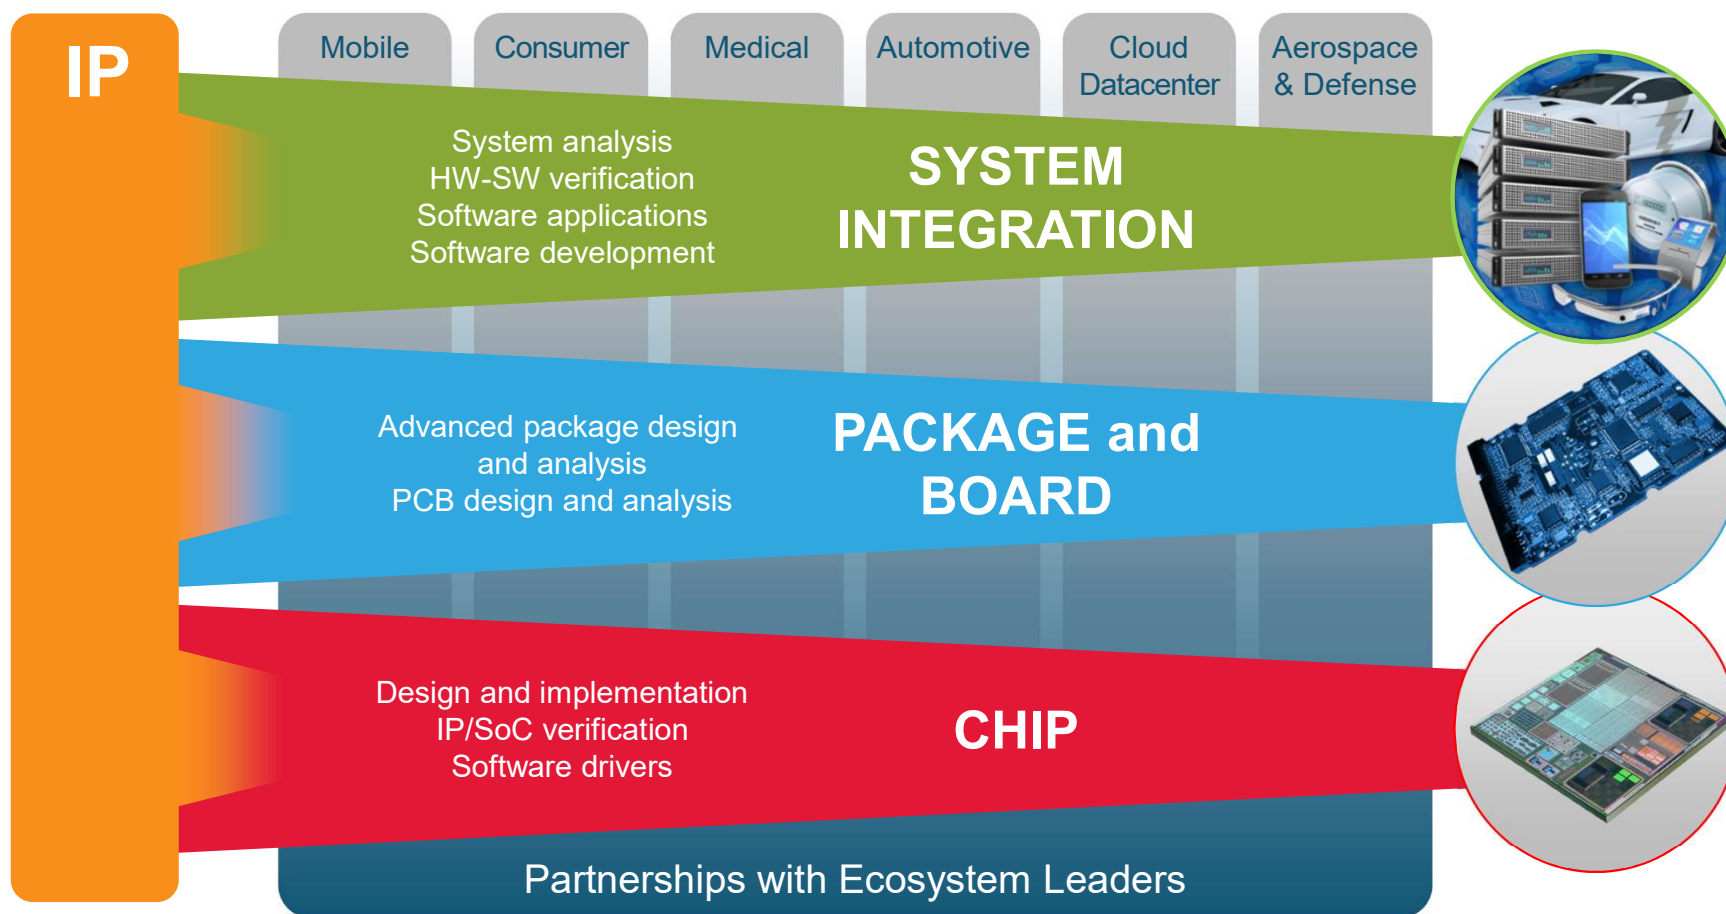 IP
Mobile
Consumer
Medical
Automotive
Cloud
Datacenter
Aerospace
& Defense
System analysis
HW-SW verification
Software applications
Software development
SYSTEM
INTEGRATION
Advanced package design
and analysis
PCB design and analysis
PACKAGE and
BOARD
Design and implementation
IP/SoC verification
Software drivers
CHIP
Partnerships with Ecosystem Leaders